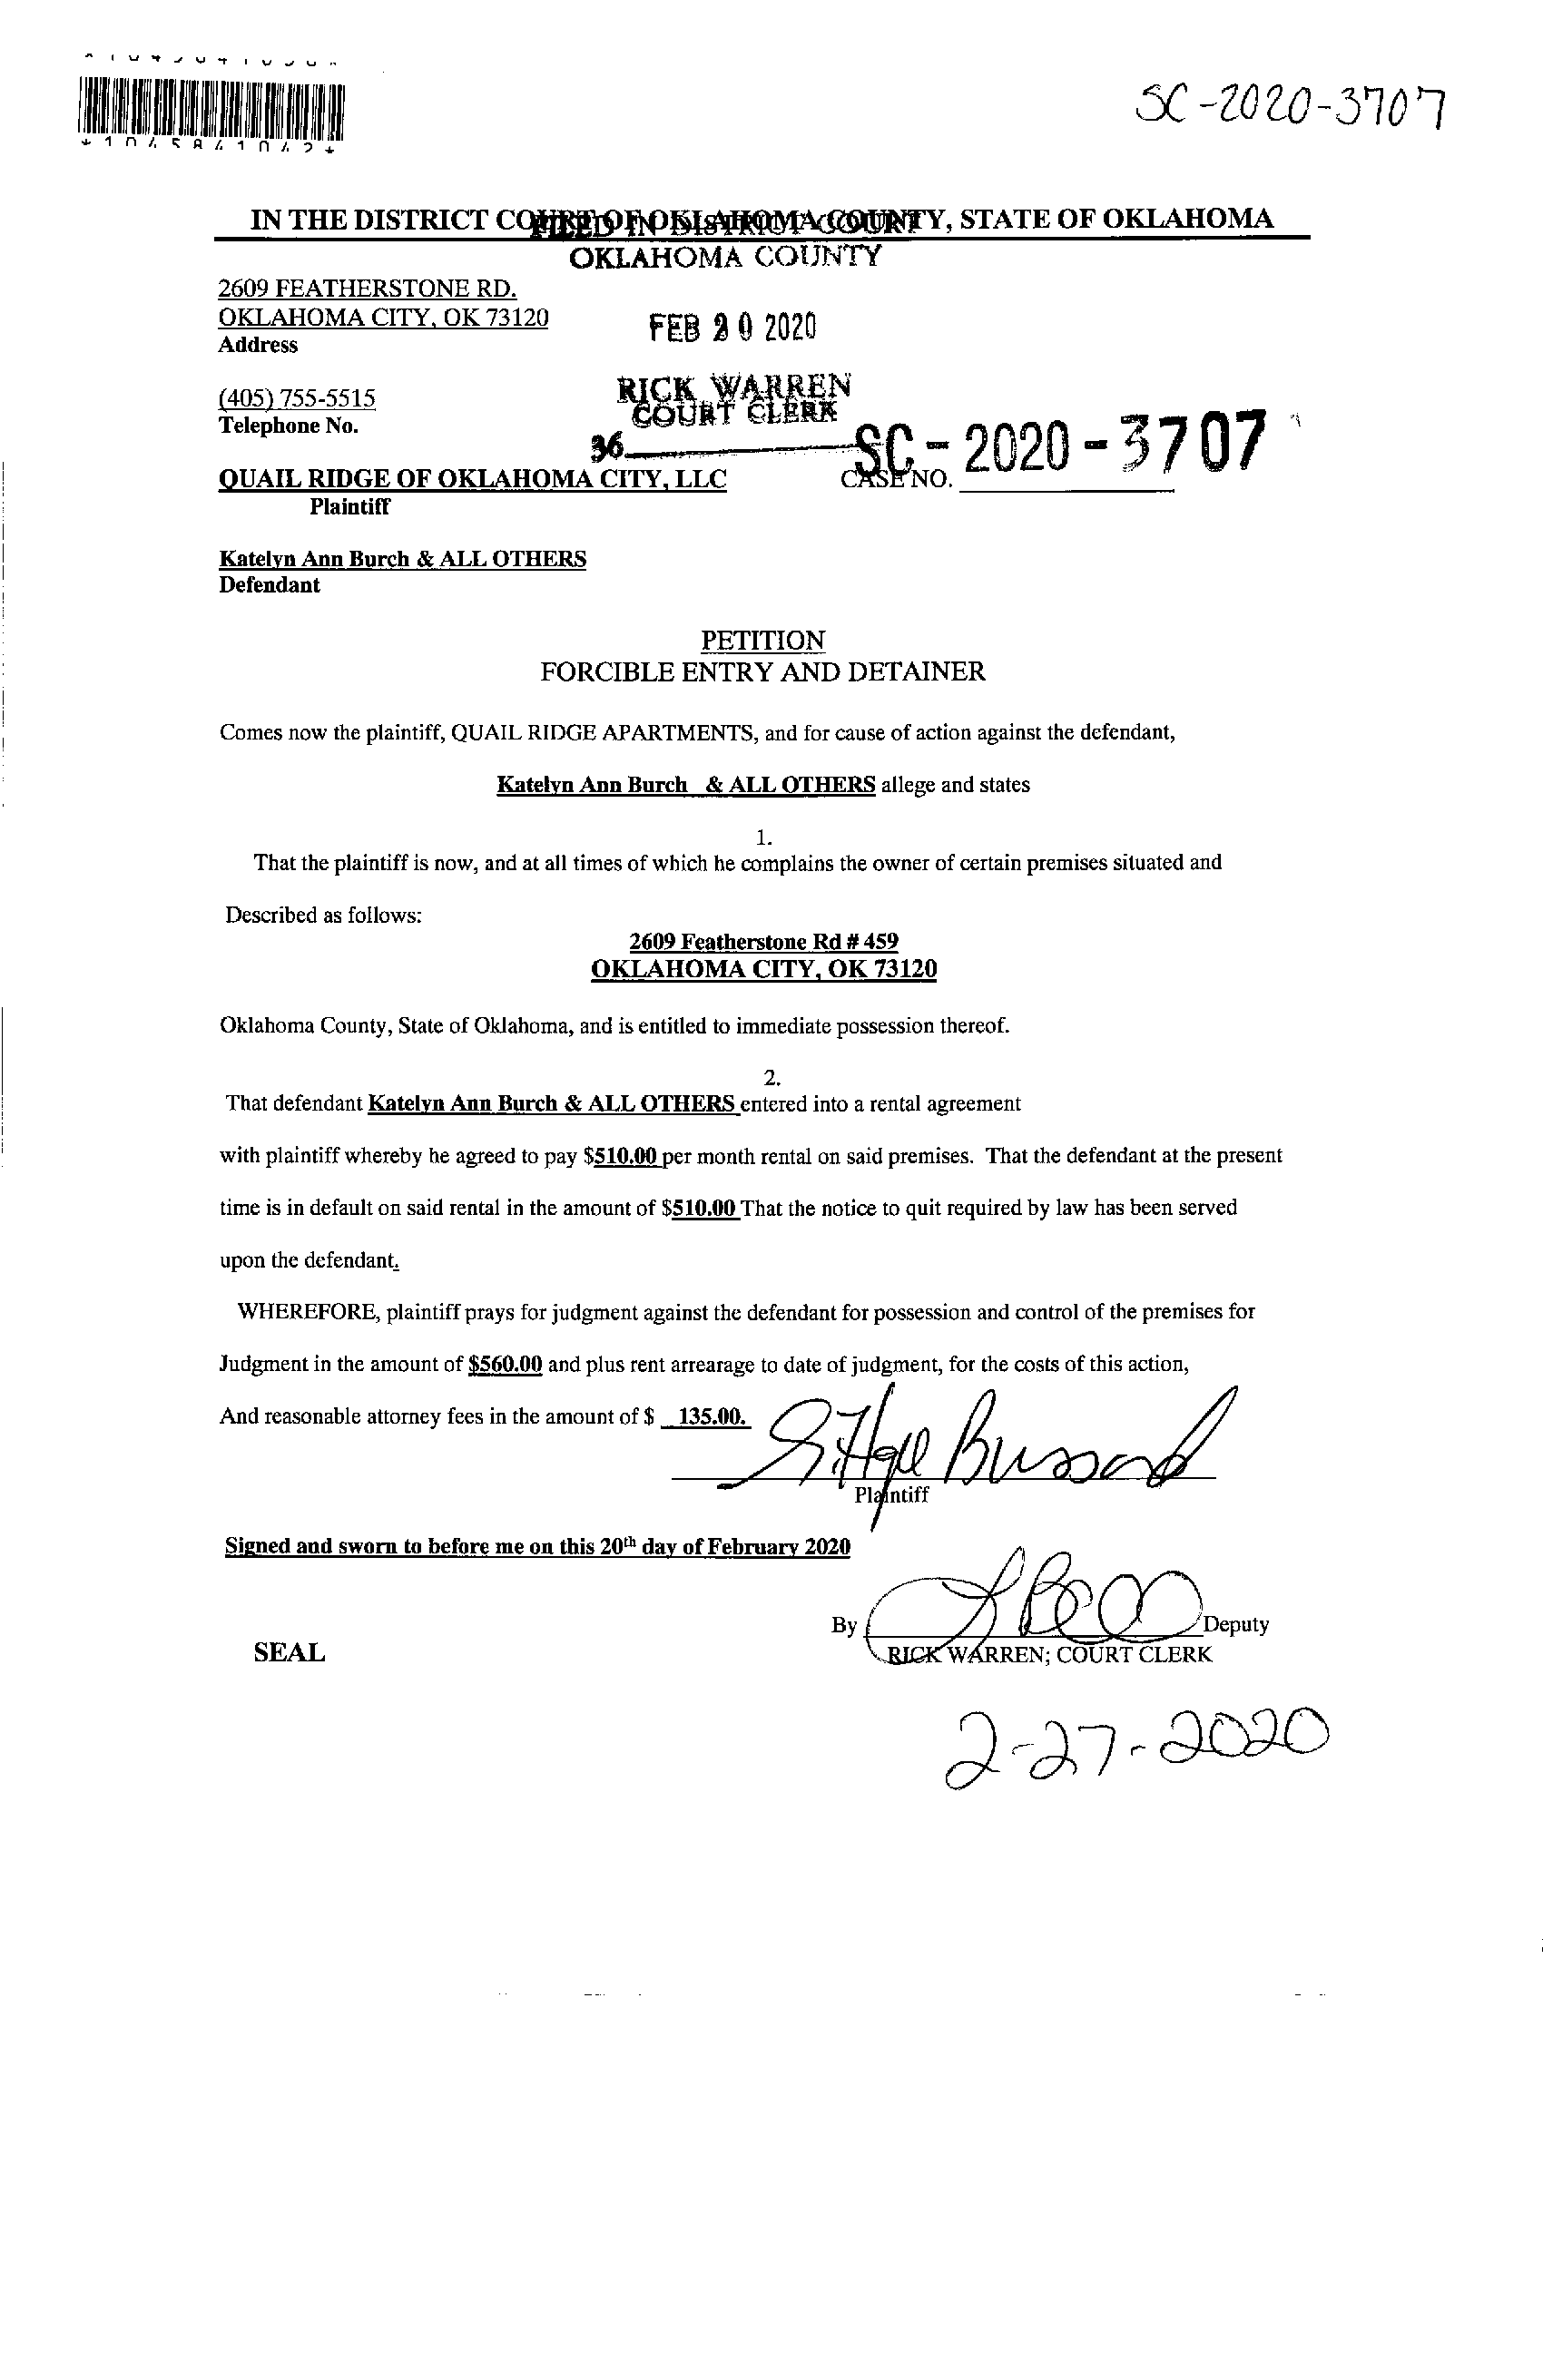 SC-2020-3707
IN THE DISTRICT COURT OF OKLAHOMA COUNTY, STATE OF OKLAHOMA
FILED IN DISTRICT COURT
OKLAHOMA COUNTY
2609 FEATHERSTONE RD.
OKLAHOMA CITY, OK 73120
Address
FEB 20 2020
(405) 755-5515
Telephone No.
RICK WARREN
COURT CLERK
36
SC - 2020 - 3707
QUAIL RIDGE OF OKLAHOMA CITY, LLC
CASE NO.
Plaintiff
Katelyn Ann Burch & ALL OTHERS
Defendant
PETITION
FORCIBLE ENTRY AND DETAINER
Comes now the plaintiff, QUAIL RIDGE APARTMENTS, and for cause of action against the defendant,
Katelyn Ann Burch & ALL OTHERS allege and states
1.
That the plaintiff is now, and at all times of which he complains the owner of certain premises situated and
Described as follows:
2609 Featherstone Rd # 459
OKLAHOMA CITY, OK 73120
Oklahoma County, State of Oklahoma, and is entitled to immediate possession thereof.
2.
That defendant Katelyn Ann Burch & ALL OTHERS entered into a rental agreement
with plaintiff whereby he agreed to pay $510.00 per month rental on said premises. That the defendant at the present
time is in default on said rental in the amount of $510.00 That the notice to quit required by law has been served
upon the defendant.
WHEREFORE, plaintiff prays for judgment against the defendant for possession and control of the premises for
Judgment in the amount of $560.00 and plus rent arrearage to date of judgment, for the costs of this action,
And reasonable attorney fees in the amount of $ 135.00.
Plaintiff
Signed and sworn to before me on this 20th day of February 2020
By Deputy
SEAL
RICK WARREN; COURT CLERK
2-27-2020